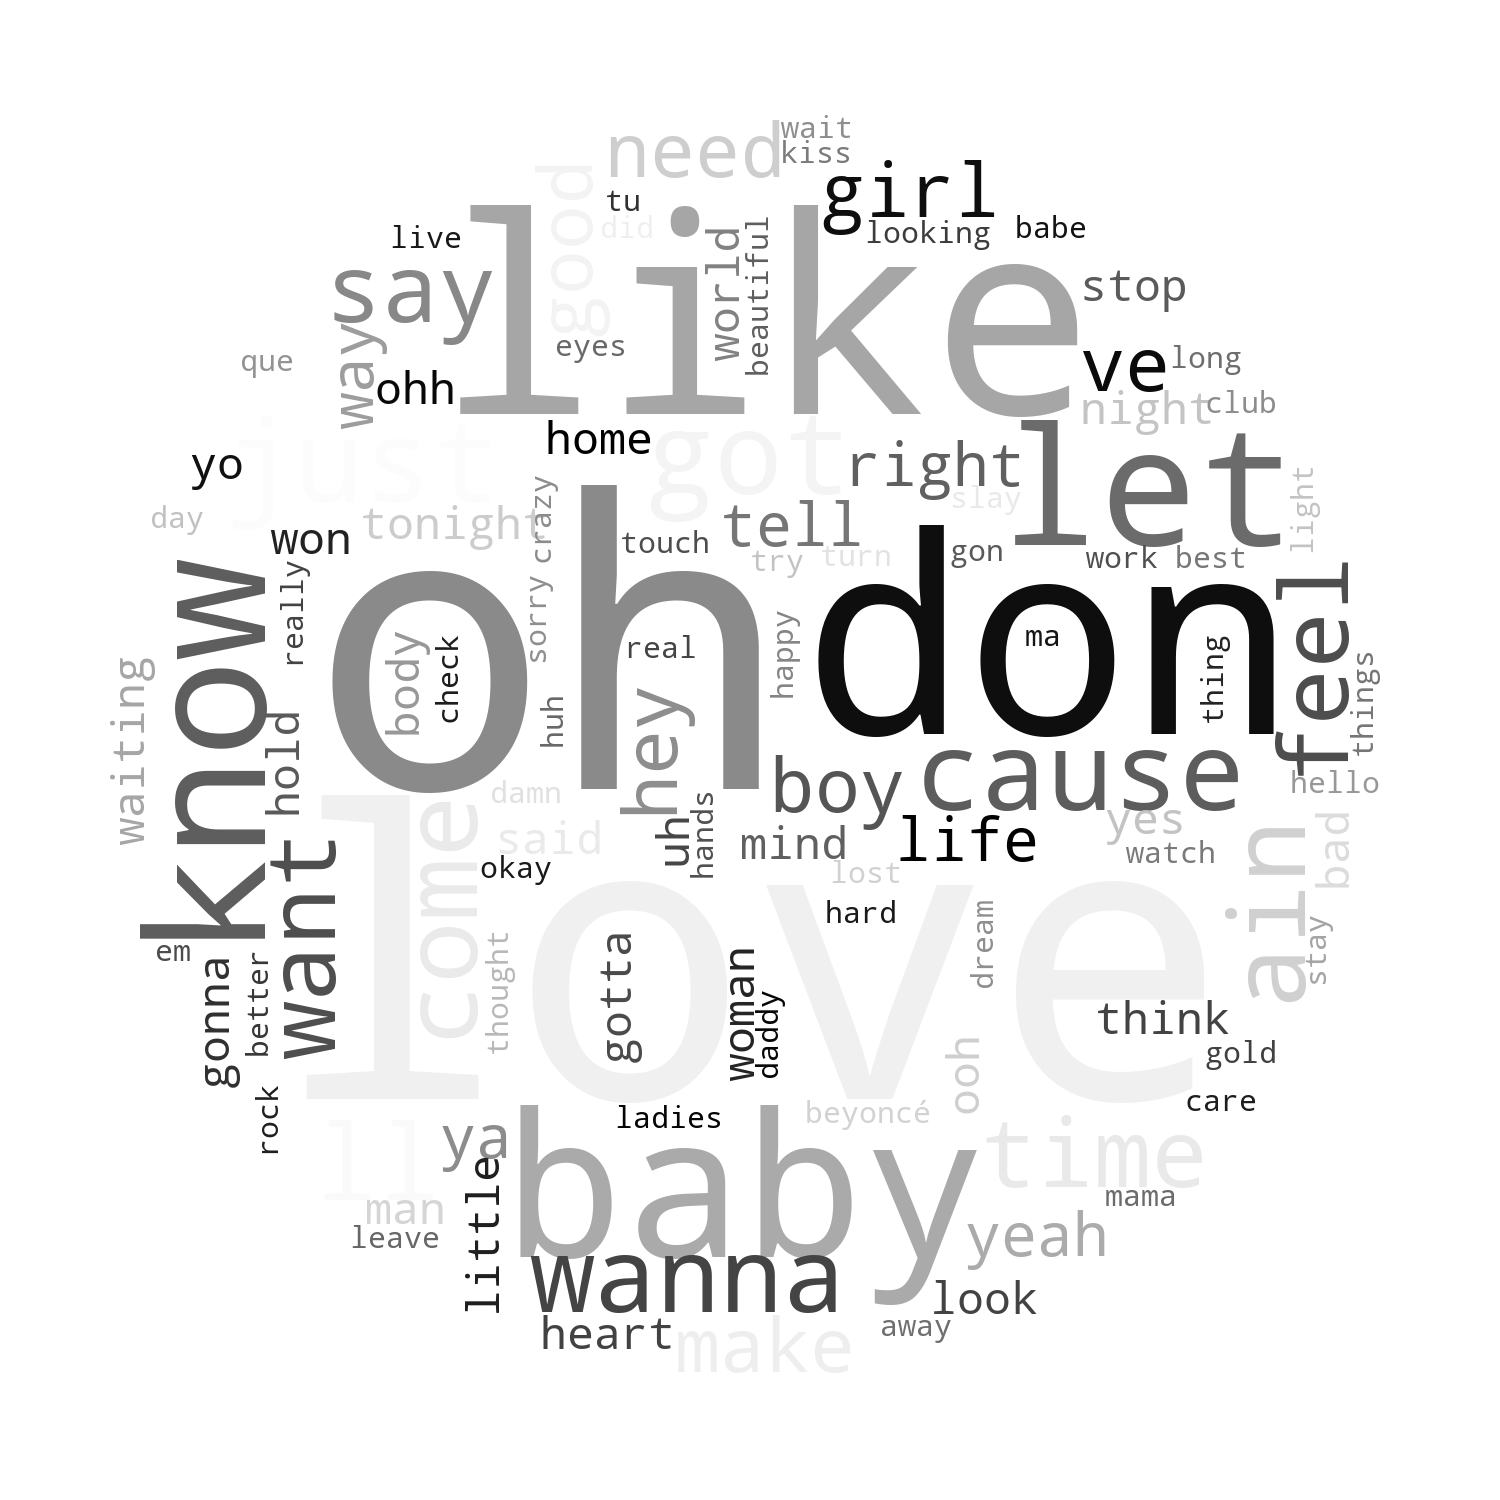 wait
need
kiss
good
girl
tu
did
like
live
looking
babe
world
beautiful
say
stop
way
eyes
que
ve
long
ohh
night
club
just
home
got
right
let
yo
slay
light
day
won
tonight
crazy
touch
tell
try
turn
gon
work
best
know
really
oh
sorry
don
feel
body
check
real
happy
ma
thing
things
waiting
hold
huh
hey
boy
cause
hello
come
damn
hands
want
said
uh
mind
life
yes
watch
ain
bad
okay
love
lost
hard
dream
stay
em
gonna
better
thought
gotta
woman
daddy
think
gold
ooh
care
rock
ladies
beyoncé
ll
ya
baby
time
man
little
mama
leave
yeah
wanna
look
heart
make
away